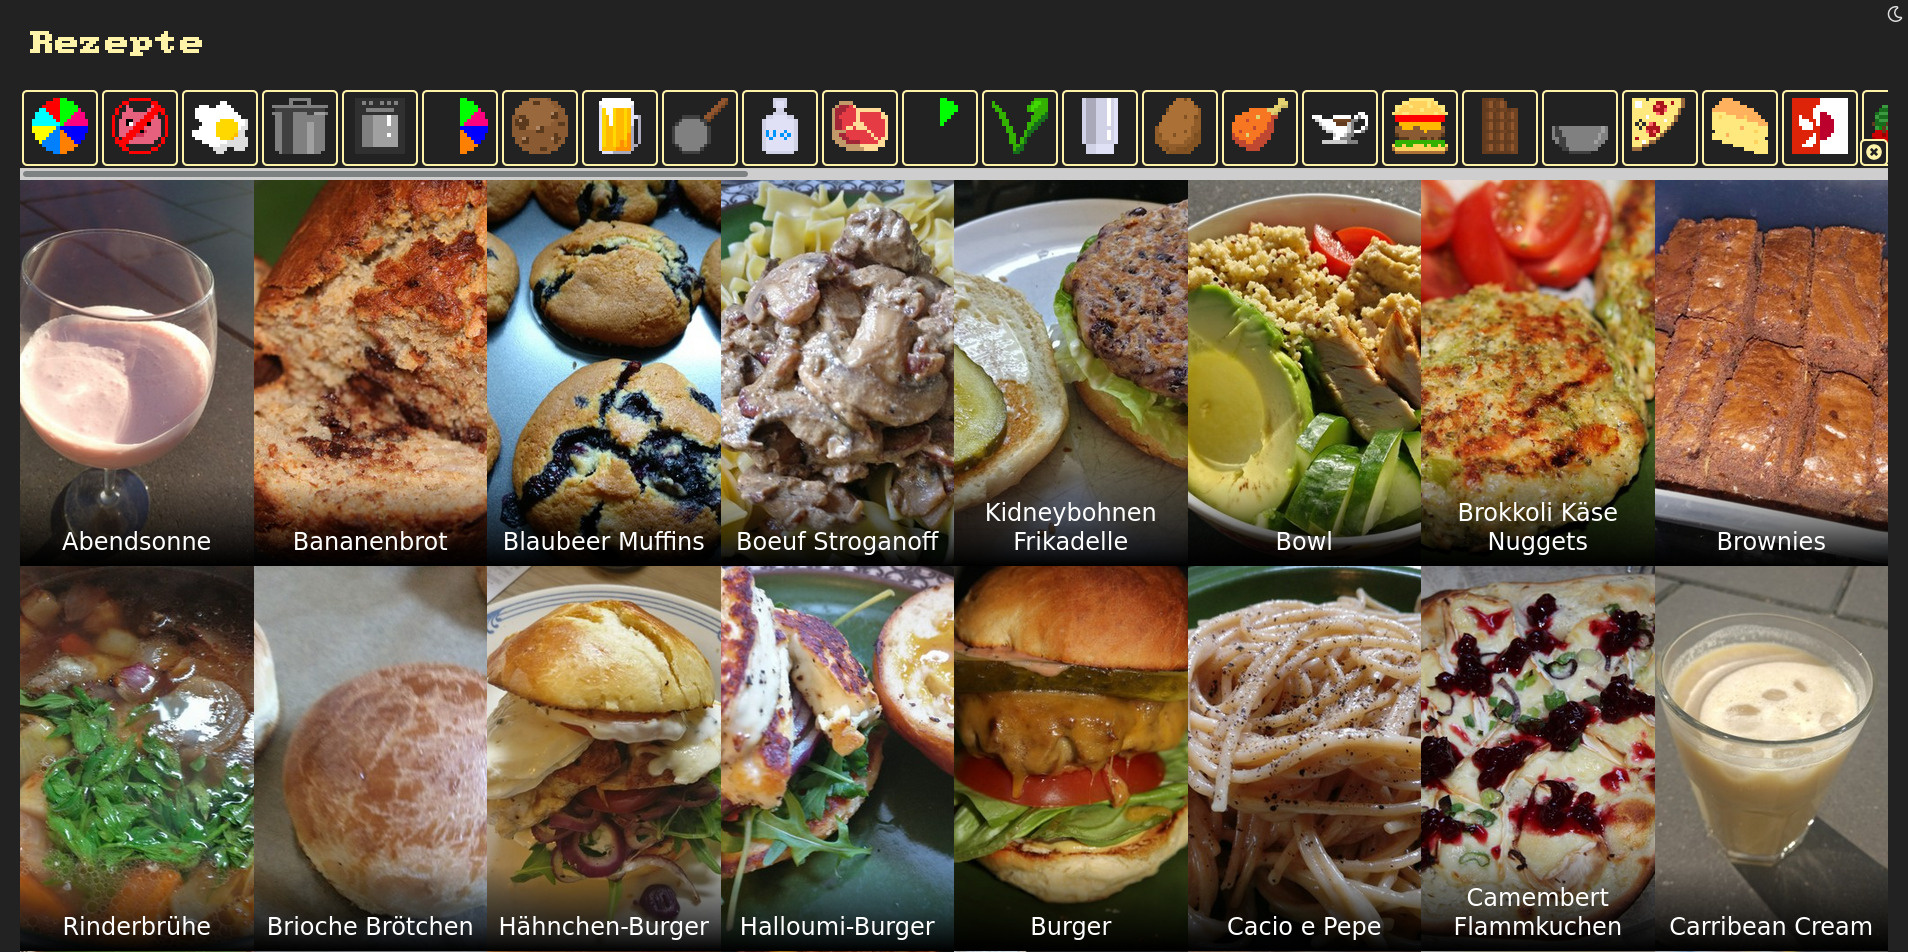 Rezepte
Abendsonne
Bananenbrot
Blaubeer Muffins
Boeuf Stroganoff
Kidneybohnen
Frikadelle
Bowl
Brokkoli Käse
Nuggets
Brownies
Rinderbrühe
Brioche Brötchen
Hähnchen-Burger
Halloumi-Burger
Burger
Cacio e Pepe
Camembert
Flammkuchen
Carribean Cream